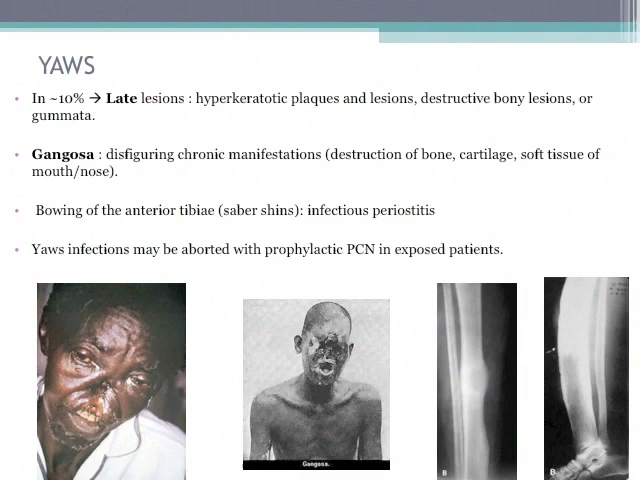 YAWS
• In ~10% → Late lesions : hyperkeratotic plaques and lesions, destructive bony lesions, or
gummata.
• Gangosa : disfiguring chronic manifestations (destruction of bone, cartilage, soft tissue of
mouth/nose).
• Bowing of the anterior tibiae (saber shins): infectious periostitis
• Yaws infections may be aborted with prophylactic PCN in exposed patients.
Gangosa.
B
B